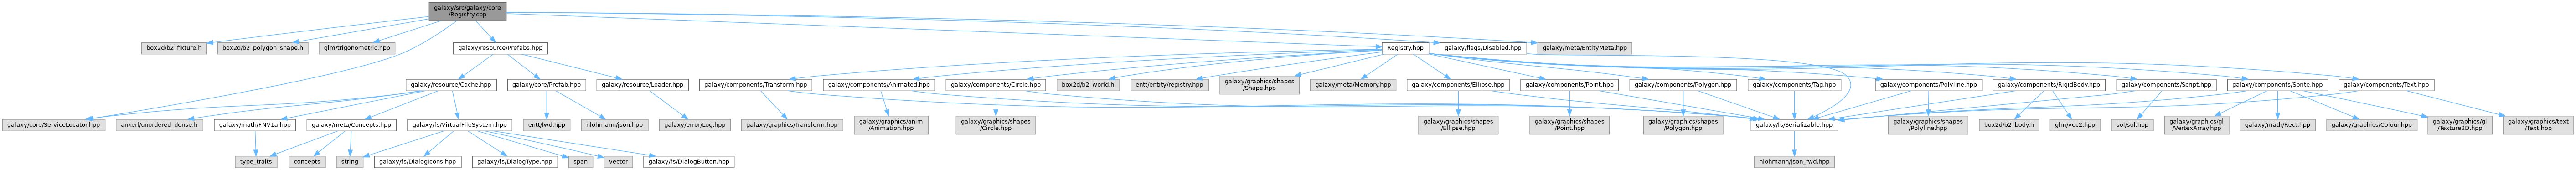 galaxy/src/galaxy/core
/Registry.cpp
box2d/b2_fixture.h
box2d/b2_polygon_shape.h
glm/trigonometric.hpp
galaxy/resource/Prefabs.hpp
Registry.hpp
galaxy/flags/Disabled.hpp
galaxy/meta/EntityMeta.hpp
galaxy/resource/Cache.hpp
galaxy/core/Prefab.hpp
galaxy/resource/Loader.hpp
galaxy/components/Transform.hpp
galaxy/components/Animated.hpp
galaxy/components/Circle.hpp
box2d/b2_world.h
entt/entity/registry.hpp
galaxy/graphics/shapes
/Shape.hpp
galaxy/meta/Memory.hpp
galaxy/components/Ellipse.hpp
galaxy/components/Point.hpp
galaxy/components/Polygon.hpp
galaxy/components/Tag.hpp
galaxy/components/Polyline.hpp
galaxy/components/RigidBody.hpp
galaxy/components/Script.hpp
galaxy/components/Sprite.hpp
galaxy/components/Text.hpp
galaxy/core/ServiceLocator.hpp
ankerl/unordered_dense.h
galaxy/math/FNV1a.hpp
galaxy/meta/Concepts.hpp
galaxy/fs/VirtualFileSystem.hpp
entt/fwd.hpp
nlohmann/json.hpp
galaxy/error/Log.hpp
galaxy/graphics/Transform.hpp
galaxy/graphics/anim
/Animation.hpp
galaxy/graphics/shapes
/Circle.hpp
galaxy/graphics/shapes
/Ellipse.hpp
galaxy/graphics/shapes
/Point.hpp
galaxy/graphics/shapes
/Polygon.hpp
galaxy/fs/Serializable.hpp
galaxy/graphics/shapes
/Polyline.hpp
box2d/b2_body.h
glm/vec2.hpp
sol/sol.hpp
galaxy/graphics/gl
/VertexArray.hpp
galaxy/math/Rect.hpp
galaxy/graphics/Colour.hpp
galaxy/graphics/gl
/Texture2D.hpp
galaxy/graphics/text
/Text.hpp
type_traits
concepts
string
galaxy/fs/DialogIcons.hpp
galaxy/fs/DialogType.hpp
span
vector
galaxy/fs/DialogButton.hpp
nlohmann/json_fwd.hpp